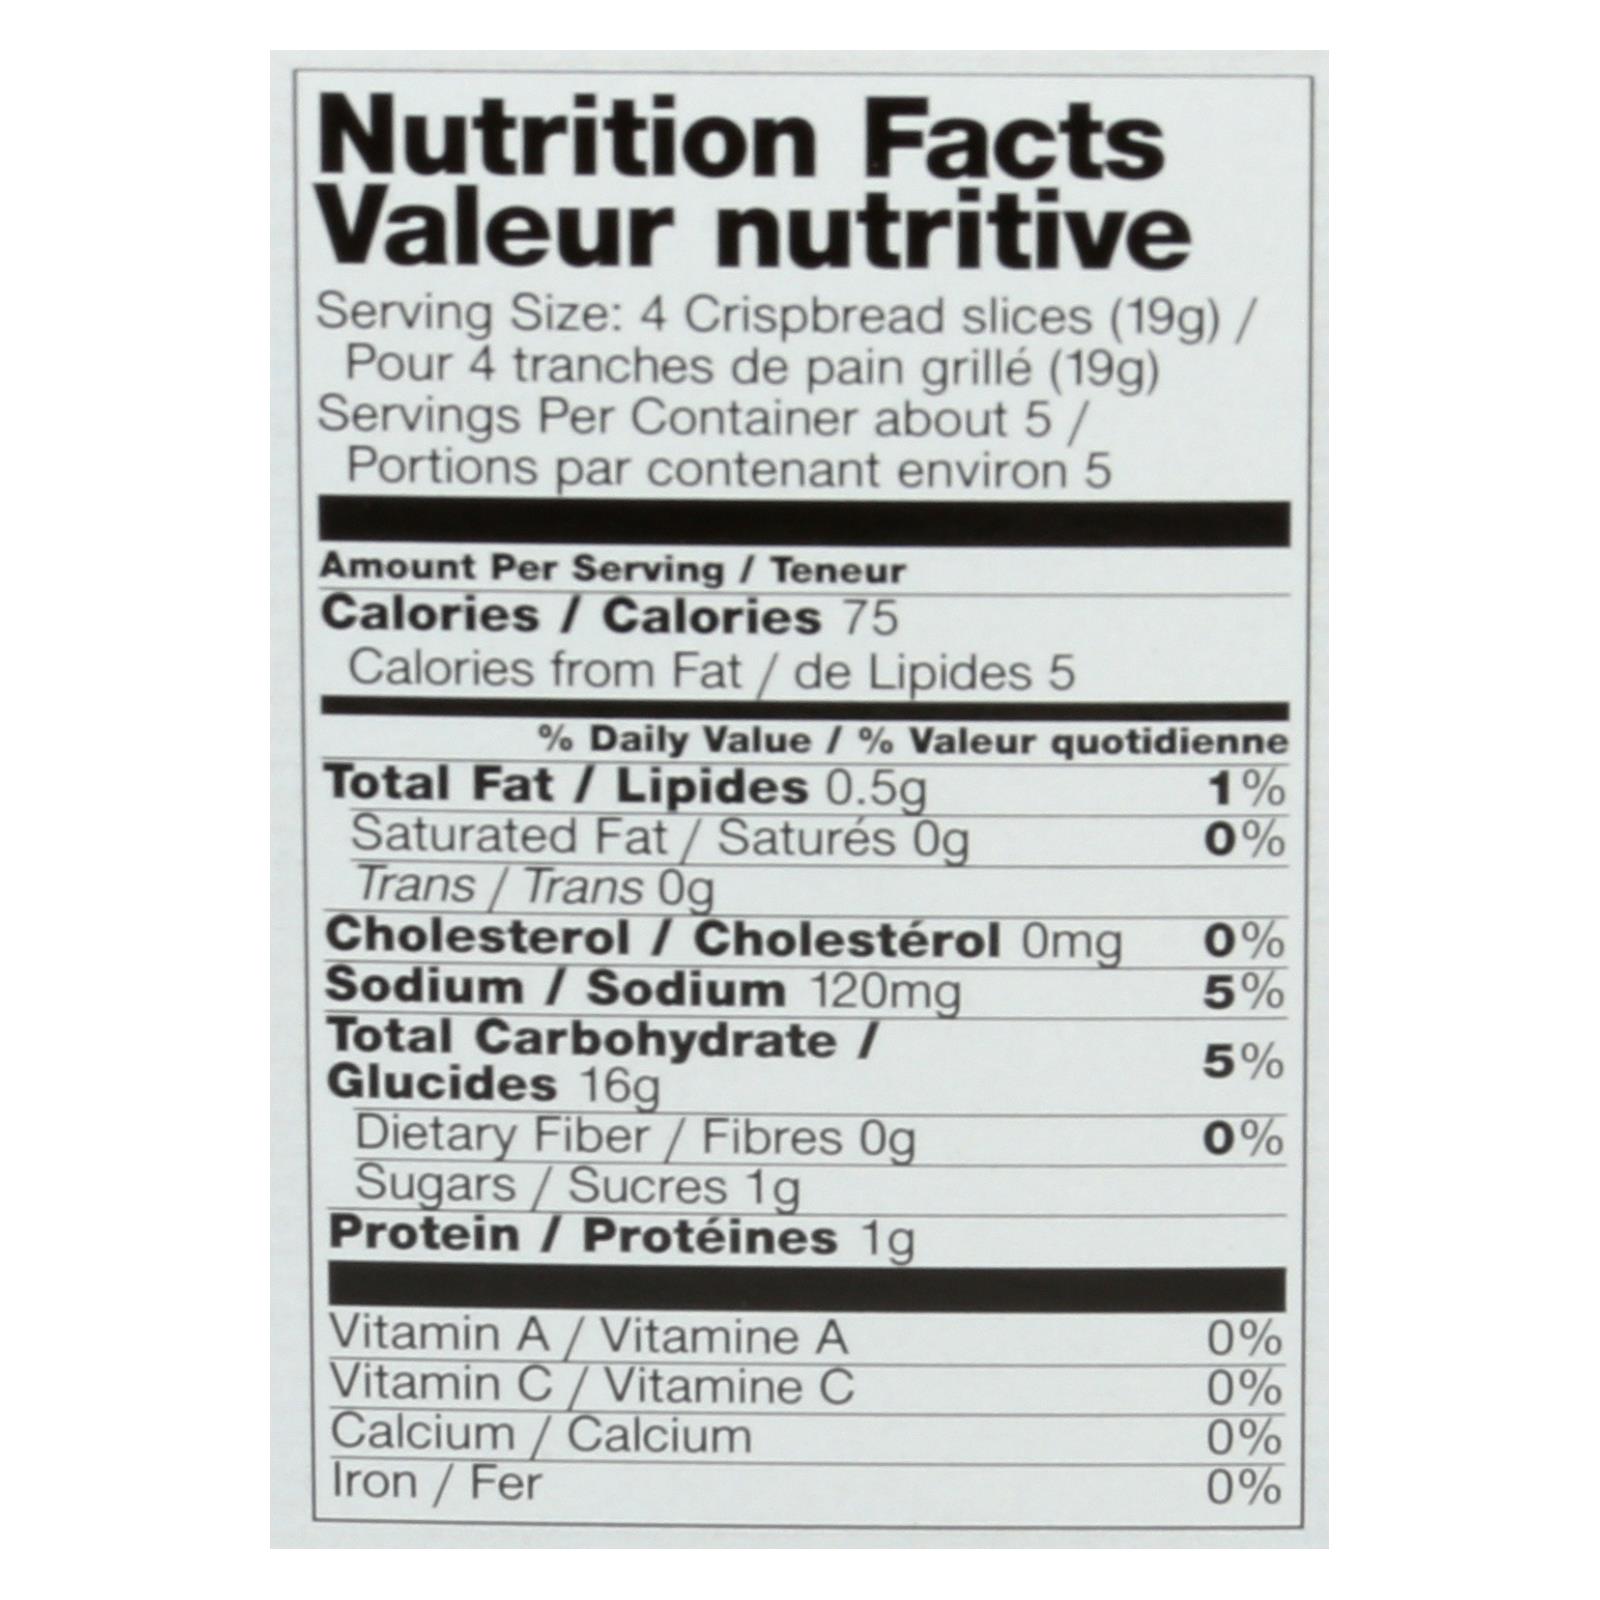 Nutrition Facts
Valeur nutritive
Serving Size: 4 Crispbread slices (19g) /
Pour 4 tranches de pain grillé (19g)
Servings Per Container about 5 /
Portions par contenant environ 5
Amount Per Serving / Teneur
Calories / Calories 75
Calories from Fat / de Lipides 5
% Daily Value / % Valeur quotidienne
Total Fat / Lipides 0.5g 1%
Saturated Fat / Saturés 0g 0%
Trans / Trans 0g
Cholesterol / Cholestérol 0mg 0%
Sodium / Sodium 120mg 5%
Total Carbohydrate /
Glucides 16g 5%
Dietary Fiber / Fibres 0g 0%
Sugars / Sucres 1g
Protein / Protéines 1g
Vitamin A / Vitamine A 0%
Vitamin C / Vitamine C 0%
Calcium / Calcium 0%
Iron / Fer 0%